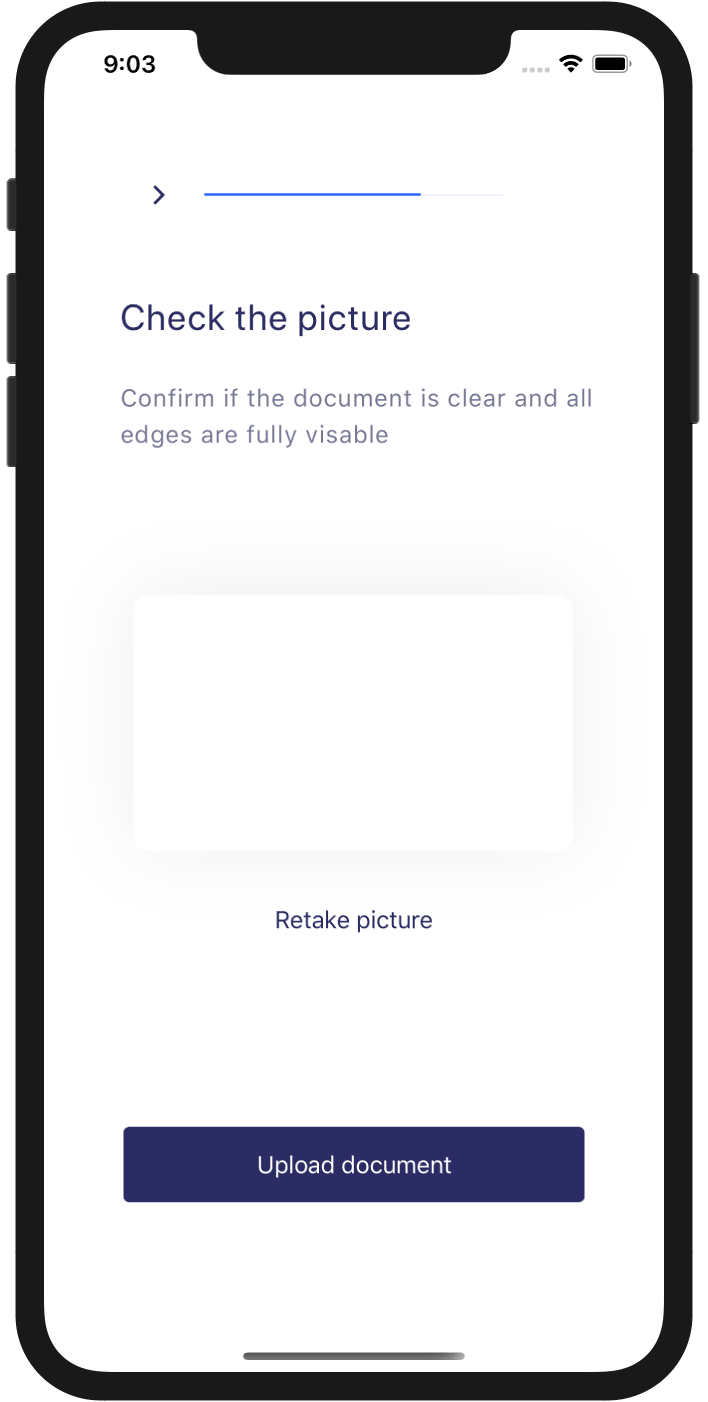 9:03
Check the picture
Confirm if the document is clear and all
edges are fully visable
Retake picture
Upload document